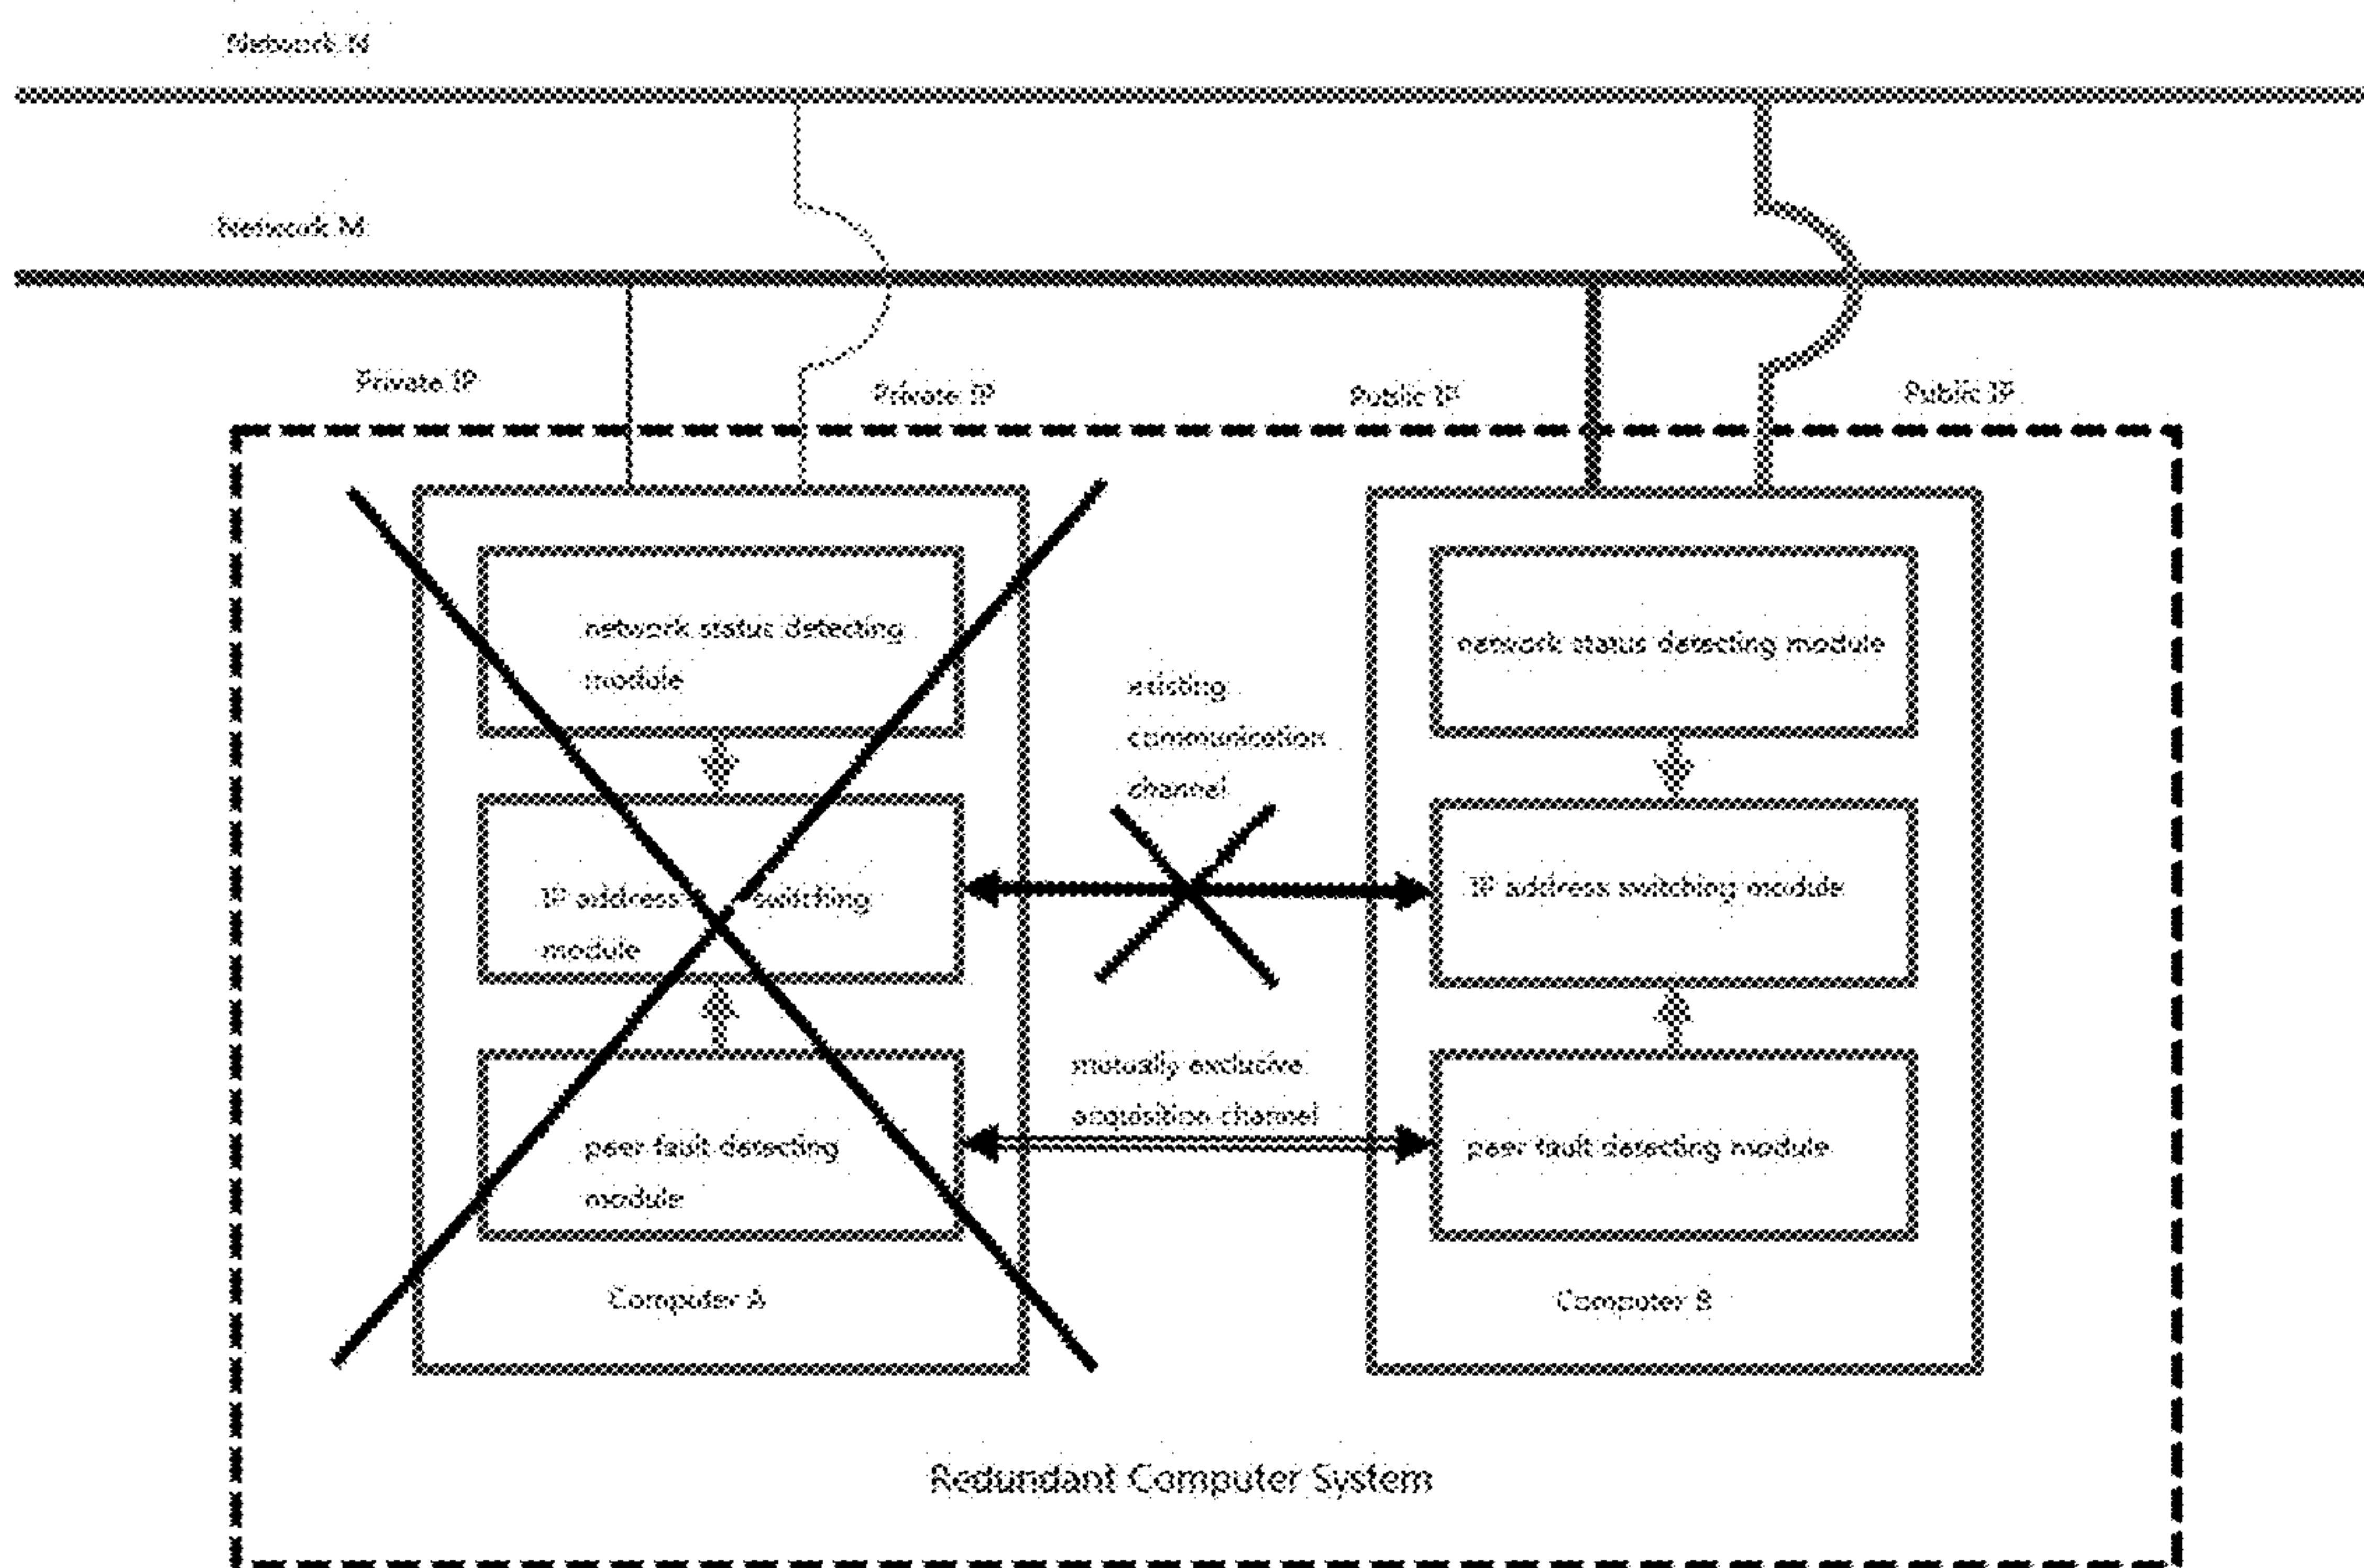 Network N
Network M
Private IP
Private IP
Public IP
Public IP
network status detecting
module
network status detecting module
existing
communication
channel
IP address switching
module
IP address switching module
mutually exclusive
acquisition channel
peer fault detecting
module
peer fault detecting module
Computer A
Computer B
Redundant Computer System